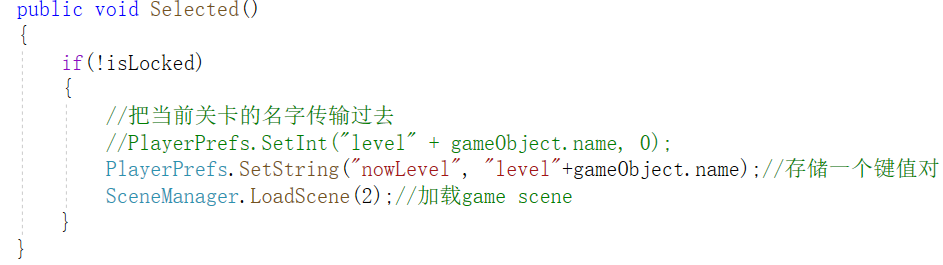 public void Selected()
{
if(!isLocked)
{
//把当前关卡的名字传输过去
//PlayerPrefs.SetInt("level" + gameObject.name, 0);
PlayerPrefs.SetString("nowLevel", "level"+gameObject.name);//存储一个键值对
SceneManager.LoadScene(2);//加载game scene
}
}